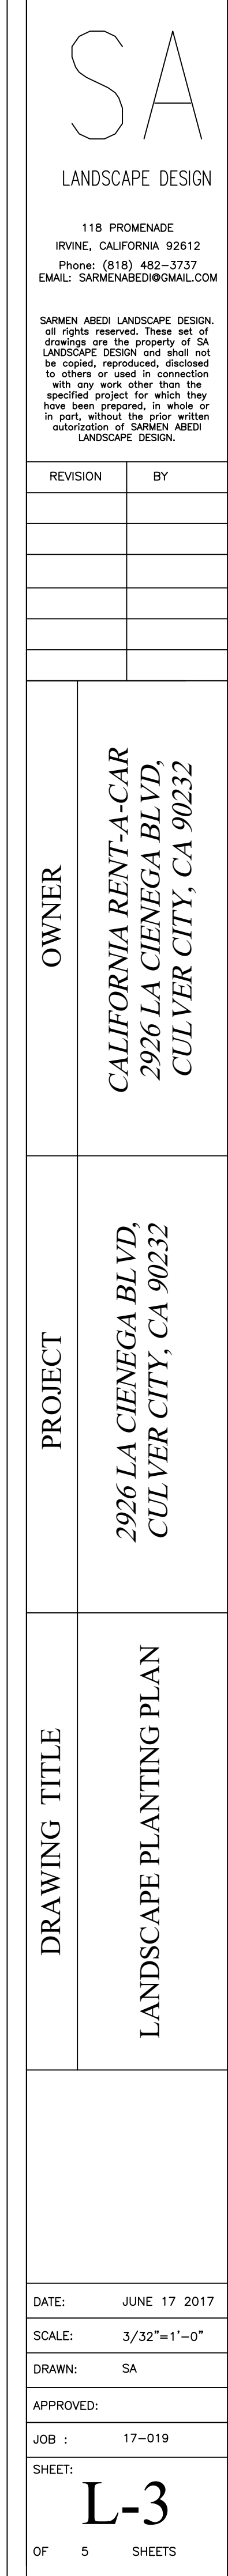 SA
LANDSCAPE DESIGN
118 PROMENADE
IRVINE, CALIFORNIA 92612
Phone: (818) 482-3737
EMAIL: SARMENABEDI@GMAIL.COM
SARMEN ABEDI LANDSCAPE DESIGN.
all rights reserved. These set of
drawings are the property of SA
LANDSCAPE DESIGN and shall not
be copied, reproduced, disclosed
to others or used in connection
with any work other than the
specified project for which they
have been prepared, in whole or
in part, without the prior written
autorization of SARMEN ABEDI
LANDSCAPE DESIGN.
REVISION BY
OWNER
CALIFORNIA RENT-A-CAR
2926 LA CIENEGA BLVD,
CULVER CITY, CA 90232
PROJECT
2926 LA CIENEGA BLVD,
CULVER CITY, CA 90232
DRAWING TITLE
LANDSCAPE PLANTING PLAN
DATE: JUNE 17 2017
SCALE: 3/32"=1'-0"
DRAWN: SA
APPROVED:
JOB : 17-019
SHEET:
L-3
OF 5 SHEETS